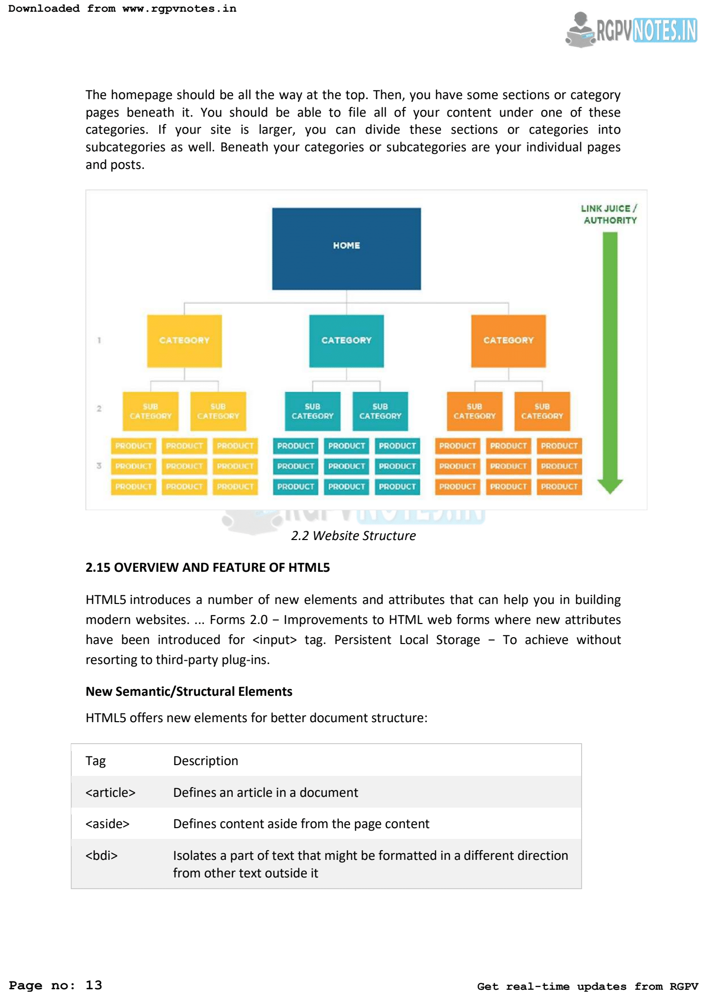 Downloaded from www.rgpvnotes.in
RGPVNOTES.IN
The homepage should be all the way at the top. Then, you have some sections or category
pages beneath it. You should be able to file all of your content under one of these
categories. If your site is larger, you can divide these sections or categories into
subcategories as well. Beneath your categories or subcategories are your individual pages
and posts.
LINK JUICE /
AUTHORITY
HOME
1 CATEGORY CATEGORY CATEGORY
2 SUB SUB SUB SUB SUB SUB
CATEGORY CATEGORY CATEGORY CATEGORY CATEGORY CATEGORY
PRODUCT PRODUCT PRODUCT PRODUCT PRODUCT PRODUCT PRODUCT PRODUCT PRODUCT
3 PRODUCT PRODUCT PRODUCT PRODUCT PRODUCT PRODUCT PRODUCT PRODUCT PRODUCT
PRODUCT PRODUCT PRODUCT PRODUCT PRODUCT PRODUCT PRODUCT PRODUCT PRODUCT
RGPVNOTES.IN
2.2 Website Structure
2.15 OVERVIEW AND FEATURE OF HTML5
HTML5 introduces a number of new elements and attributes that can help you in building
modern websites. ... Forms 2.0 − Improvements to HTML web forms where new attributes
have been introduced for <input> tag. Persistent Local Storage − To achieve without
resorting to third-party plug-ins.
New Semantic/Structural Elements
HTML5 offers new elements for better document structure:
Tag Description
<article> Defines an article in a document
<aside> Defines content aside from the page content
<bdi> Isolates a part of text that might be formatted in a different direction
from other text outside it
Page no: 13
Get real-time updates from RGPV